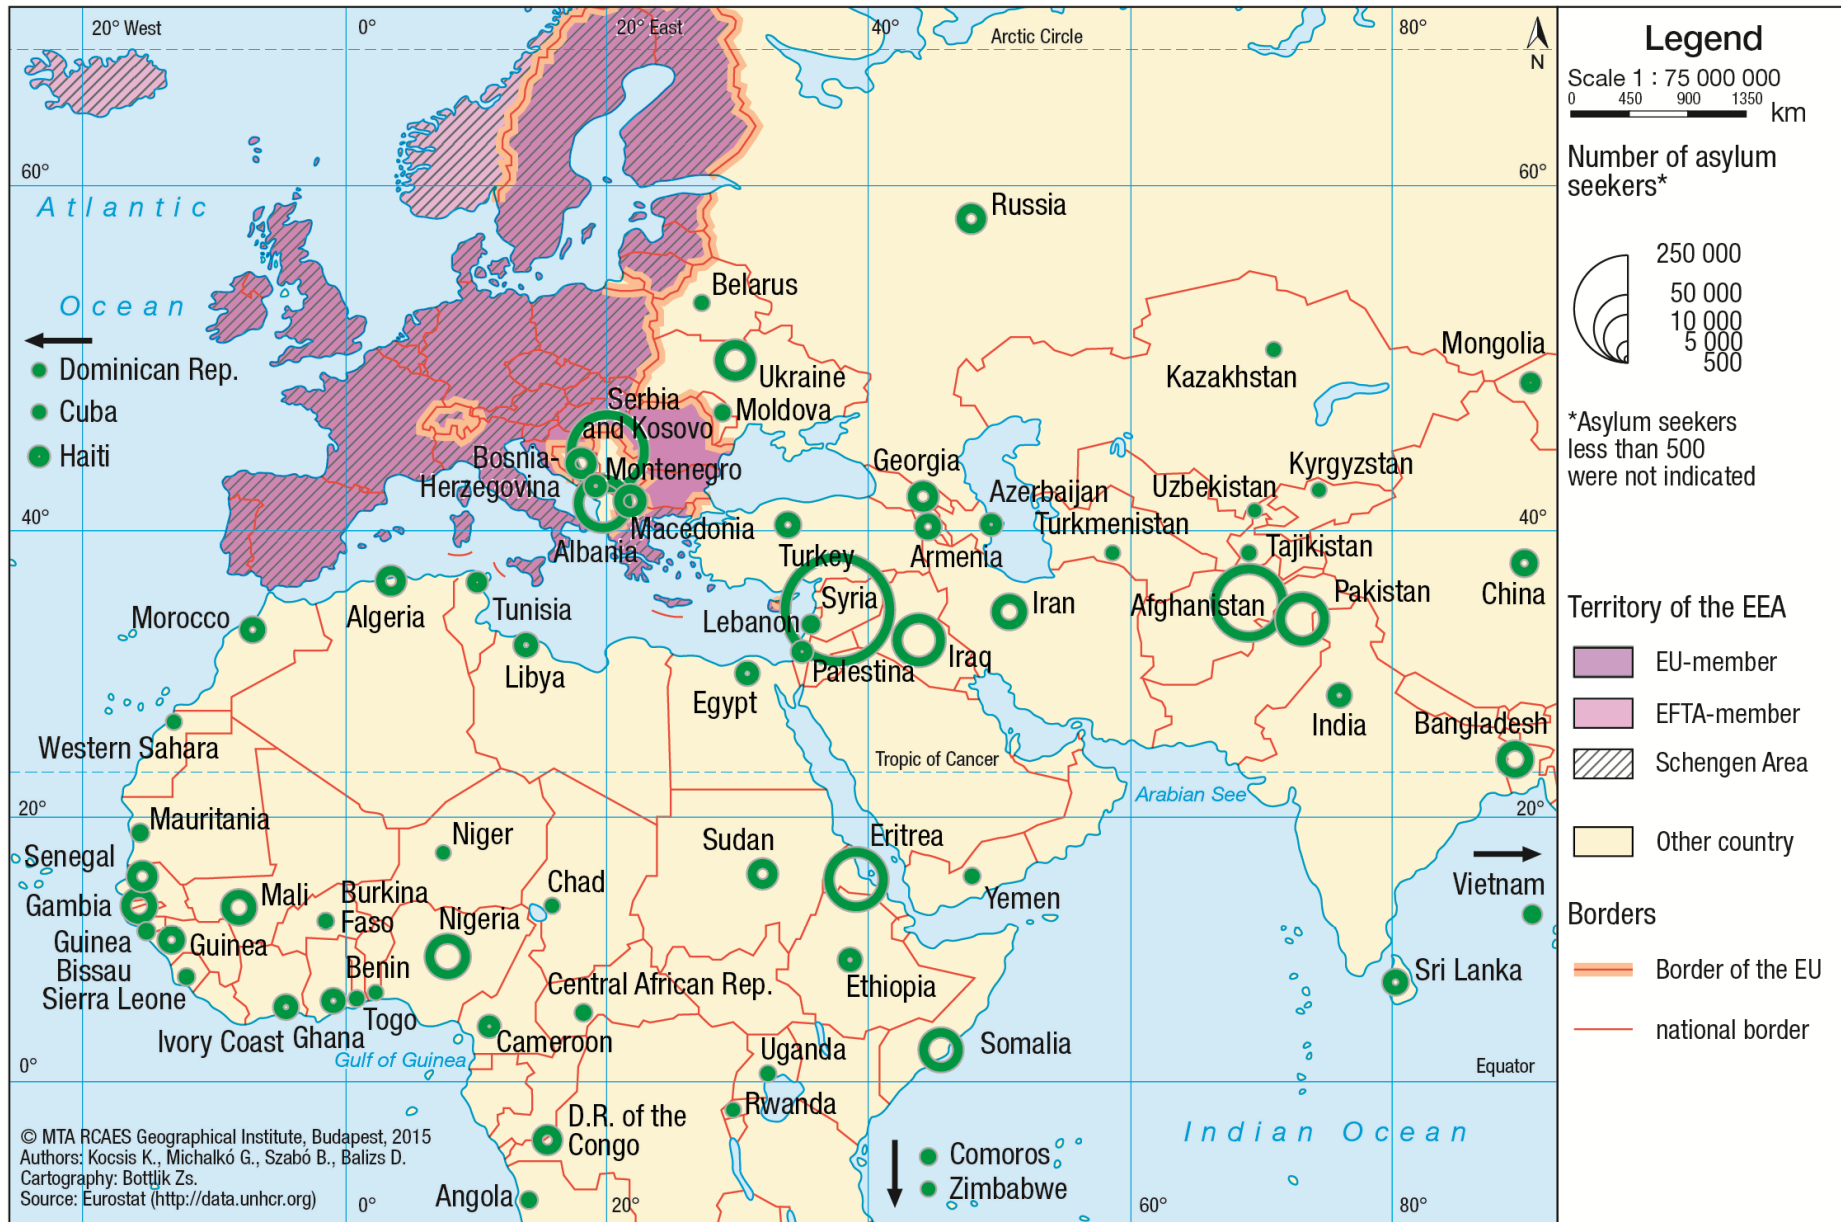 20° West
0°
20° East
40°
Arctic Circle
80°
N
60°
60°
Atlantic
Ocean
Russia
Belarus
Dominican Rep.
Cuba
Haiti
Ukraine
Kazakhstan
Mongolia
Serbia
and Kosovo
Moldova
Bosnia-
Herzegovina
Montenegro
Georgia
Azerbaijan
Uzbekistan
Kyrgyzstan
Turkmenistan
40°
40°
Macedonia
Albania
Turkey
Armenia
Tajikistan
China
Morocco
Algeria
Tunisia
Libya
Lebanon
Syria
Iran
Afghanistan
Pakistan
Iraq
Palestina
Egypt
India
Bangladesh
Western Sahara
Tropic of Cancer
Arabian See
20°
20°
Mauritania
Niger
Sudan
Eritrea
Senegal
Mali
Burkina
Faso
Chad
Yemen
Vietnam
Gambia
Nigeria
Guinea
Bissau
Guinea
Benin
Central African Rep.
Ethiopia
Sri Lanka
Sierra Leone
Togo
Ivory Coast
Ghana
Cameroon
Uganda
Somalia
Gulf of Guinea
0°
Equator
Rwanda
D.R. of the
Congo
Indian Ocean
Comoros
Zimbabwe
Angola
© MTA RCAES Geographical Institute, Budapest, 2015
Authors: Kocsis K., Michalkó G., Szabó B., Balizs D.
Cartography: Bottlik Zs.
Source: Eurostat (http://data.unhcr.org)
0°
20°
60°
80°
Legend
Scale 1 : 75 000 000
0 450 900 1350
km
Number of asylum
seekers*
250 000
50 000
10 000
5 000
500
*Asylum seekers
less than 500
were not indicated
Territory of the EEA
EU-member
EFTA-member
Schengen Area
Other country
Borders
Border of the EU
national border